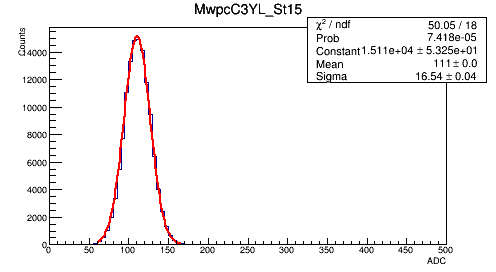 MwpcC3YL_St15
χ² / ndf 50.05 / 18
Prob 7.418e-05
Constant 1.511e+04 ± 5.325e+01
Mean 111 ± 0.0
Sigma 16.54 ± 0.04
Counts
14000
12000
10000
8000
6000
4000
2000
0
0 50 100 150 200 250 300 350 400 450 500
ADC